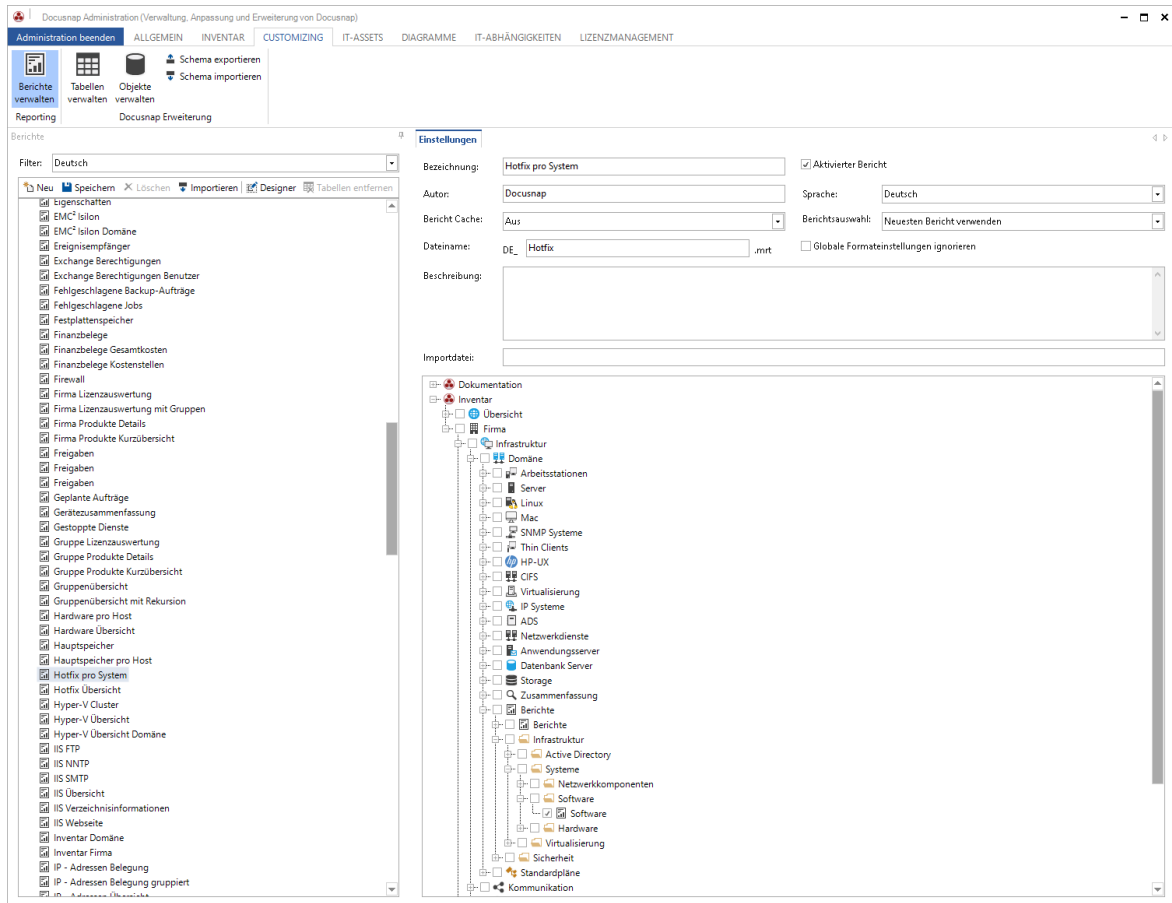 Docusnap Administration (Verwaltung, Anpassung und Erweiterung von Docusnap)
Administration beenden ALLGEMEIN INVENTAR CUSTOMIZING IT-ASSETS DIAGRAMME IT-ABHÄNGIGKEITEN LIZENZMANAGEMENT
Berichte verwalten
Tabellen verwalten
Objekte verwalten
Schema exportieren
Schema importieren
Reporting
Docusnap Erweiterung
Berichte
Filter: Deutsch
Neu Speichern Löschen Importieren Designer Tabellen entfernen
Eigenschaften
EMC² Isilon
EMC² Isilon Domäne
Ereignisempfänger
Exchange Berechtigungen
Exchange Berechtigungen Benutzer
Fehlgeschlagene Backup-Aufträge
Fehlgeschlagene Jobs
Festplattenspeicher
Finanzbelege
Finanzbelege Gesamtkosten
Finanzbelege Kostenstellen
Firewall
Firma Lizenzauswertung
Firma Lizenzauswertung mit Gruppen
Firma Produkte Details
Firma Produkte Kurzübersicht
Freigaben
Freigaben
Freigaben
Geplante Aufträge
Gerätezusammenfassung
Gestoppte Dienste
Gruppe Lizenzauswertung
Gruppe Produkte Details
Gruppe Produkte Kurzübersicht
Gruppenübersicht
Gruppenübersicht mit Rekursion
Hardware pro Host
Hardware Übersicht
Hauptspeicher
Hauptspeicher pro Host
Hotfix pro System
Hotfix Übersicht
Hyper-V Cluster
Hyper-V Übersicht
Hyper-V Übersicht Domäne
IIS FTP
IIS NNTP
IIS SMTP
IIS Übersicht
IIS Verzeichnisinformationen
IIS Webseite
Inventar Domäne
Inventar Firma
IP - Adressen Belegung
IP - Adressen Belegung gruppiert
IP - Adressen Übersicht
Einstellungen
Bezeichnung: Hotfix pro System Aktivierter Bericht
Autor: Docusnap Sprache: Deutsch
Bericht Cache: Aus Berichtsauswahl: Neuesten Bericht verwenden
Dateiname: DE_ Hotfix .mrt Globale Formateinstellungen ignorieren
Beschreibung:
Importdatei:
Dokumentation
Inventar
Übersicht
Firma
Infrastruktur
Domäne
Arbeitsstationen
Server
Linux
Mac
SNMP Systeme
Thin Clients
HP-UX
CIFS
Virtualisierung
IP Systeme
ADS
Netzwerkdienste
Anwendungsserver
Datenbank Server
Storage
Zusammenfassung
Berichte
Berichte
Infrastruktur
Active Directory
Systeme
Netzwerkkomponenten
Software
Software
Hardware
Virtualisierung
Sicherheit
Standardpläne
Kommunikation